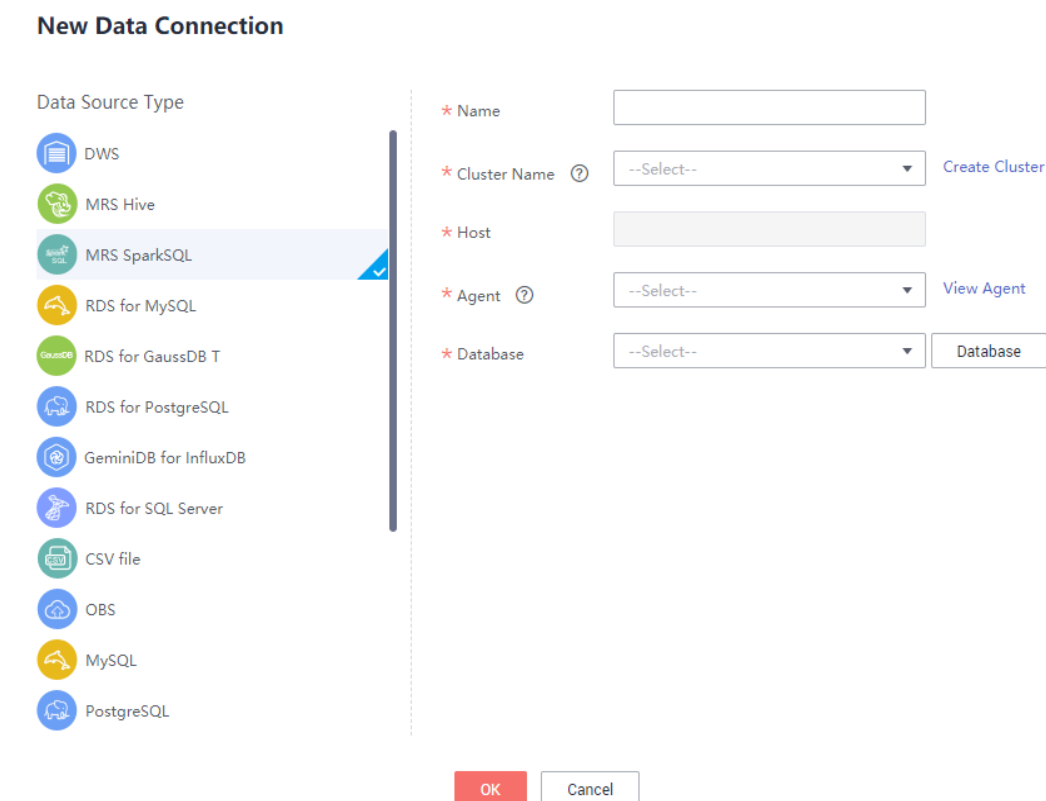 New Data Connection
Data Source Type
DWS
MRS Hive
MRS SparkSQL
RDS for MySQL
GaussDB
RDS for GaussDB T
RDS for PostgreSQL
GeminiDB for InfluxDB
RDS for SQL Server
CSV
CSV file
OBS
MySQL
PostgreSQL
* Name
* Cluster Name ?
--Select--
Create Cluster
* Host
* Agent ?
--Select--
View Agent
* Database
--Select--
Database
OK
Cancel